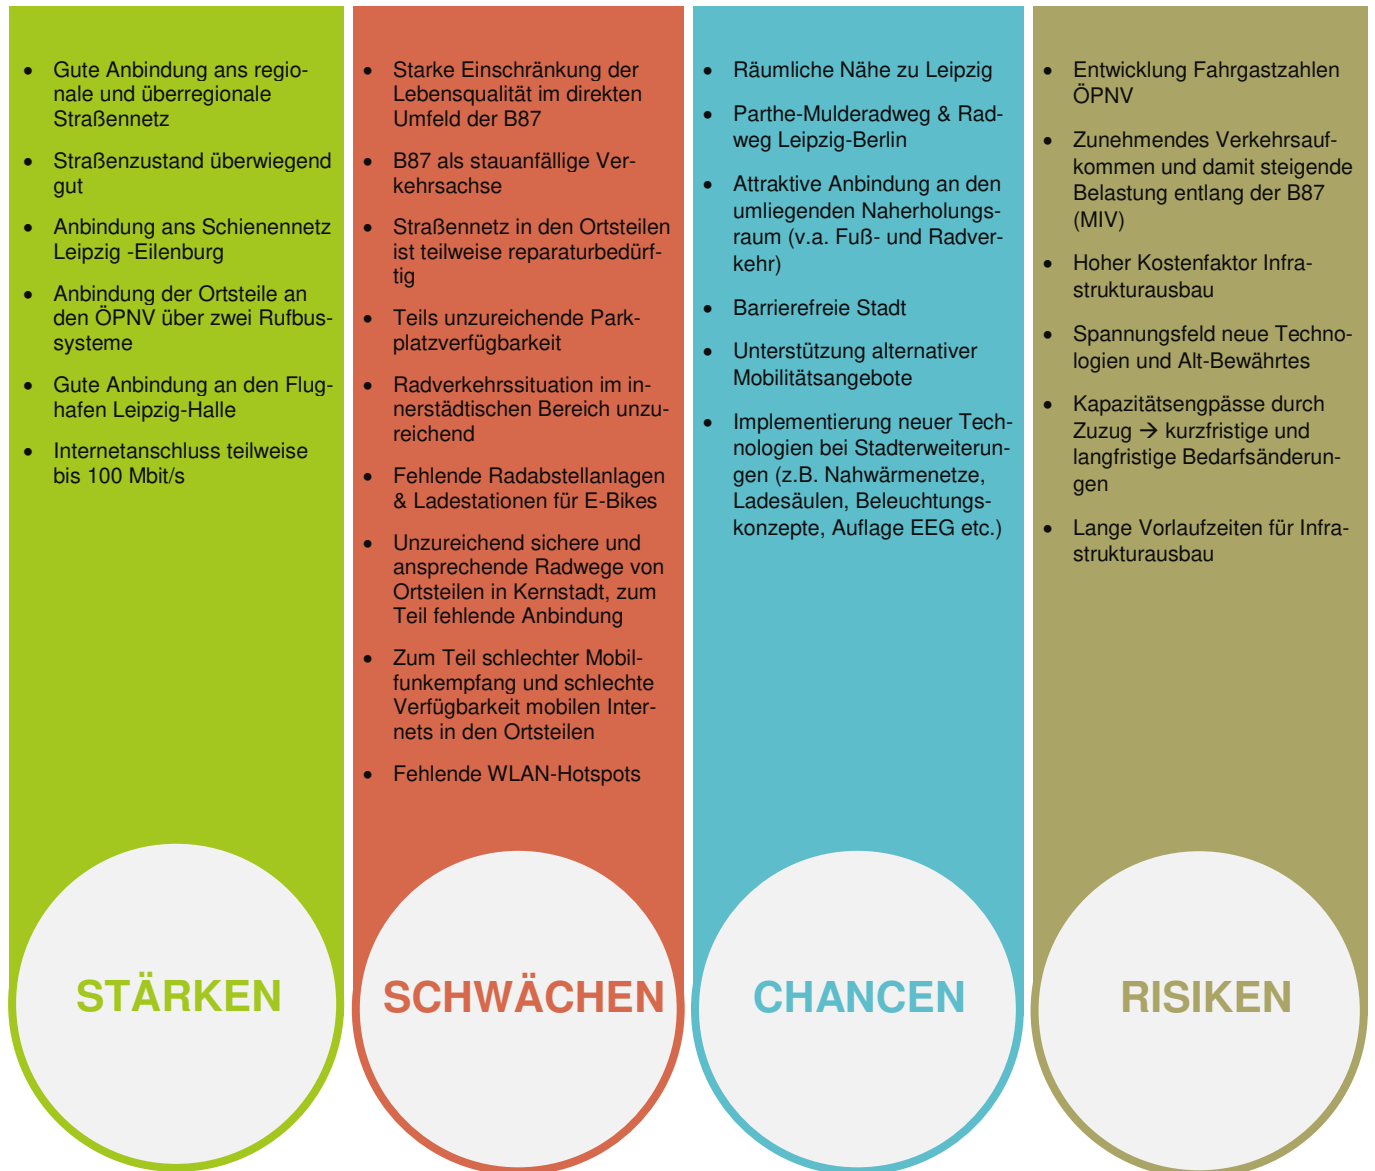 • Gute Anbindung ans regio-
nale und überregionale
Straßennetz
• Straßenzustand überwiegend
gut
• Anbindung ans Schienennetz
Leipzig -Eilenburg
• Anbindung der Ortsteile an
den ÖPNV über zwei Rufbus-
systeme
• Gute Anbindung an den Flug-
hafen Leipzig-Halle
• Internetanschluss teilweise
bis 100 Mbit/s
STÄRKEN
• Starke Einschränkung der
Lebensqualität im direkten
Umfeld der B87
• B87 als stauanfällige Ver-
kehrsachse
• Straßennetz in den Ortsteilen
ist teilweise reparaturbedürf-
tig
• Teils unzureichende Park-
platzverfügbarkeit
• Radverkehrssituation im in-
nerstädtischen Bereich unzu-
reichend
• Fehlende Radabstellanlagen
& Ladestationen für E-Bikes
• Unzureichend sichere und
ansprechende Radwege von
Ortsteilen in Kernstadt, zum
Teil fehlende Anbindung
• Zum Teil schlechter Mobil-
funkempfang und schlechte
Verfügbarkeit mobilen Inter-
nets in den Ortsteilen
• Fehlende WLAN-Hotspots
SCHWÄCHEN
• Räumliche Nähe zu Leipzig
• Parthe-Mulderadweg & Rad-
weg Leipzig-Berlin
• Attraktive Anbindung an den
umliegenden Naherholungs-
raum (v.a. Fuß- und Radver-
kehr)
• Barrierefreie Stadt
• Unterstützung alternativer
Mobilitätsangebote
• Implementierung neuer Tech-
nologien bei Stadterweiterun-
gen (z.B. Nahwärmenetze,
Ladesäulen, Beleuchtungs-
konzepte, Auflage EEG etc.)
CHANCEN
• Entwicklung Fahrgastzahlen
ÖPNV
• Zunehmendes Verkehrsauf-
kommen und damit steigende
Belastung entlang der B87
(MIV)
• Hoher Kostenfaktor Infra-
strukturausbau
• Spannungsfeld neue Techno-
logien und Alt-Bewährtes
• Kapazitätsengpässe durch
Zuzug → kurzfristige und
langfristige Bedarfsänderun-
gen
• Lange Vorlaufzeiten für Infra-
strukturausbau
RISIKEN